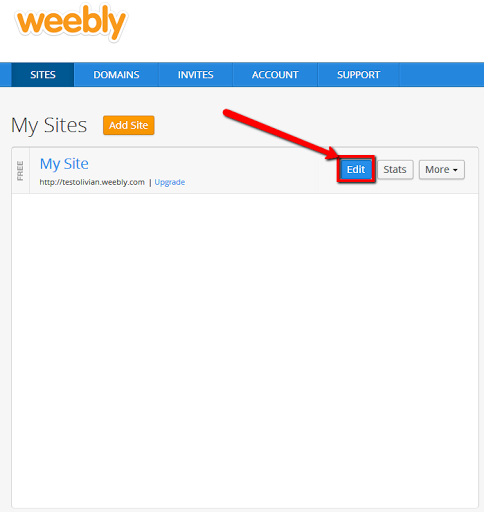 weebly
SITES DOMAINS INVITES ACCOUNT SUPPORT
My Sites Add Site
FREE My Site Edit Stats More
http://testolivian.weebly.com | Upgrade